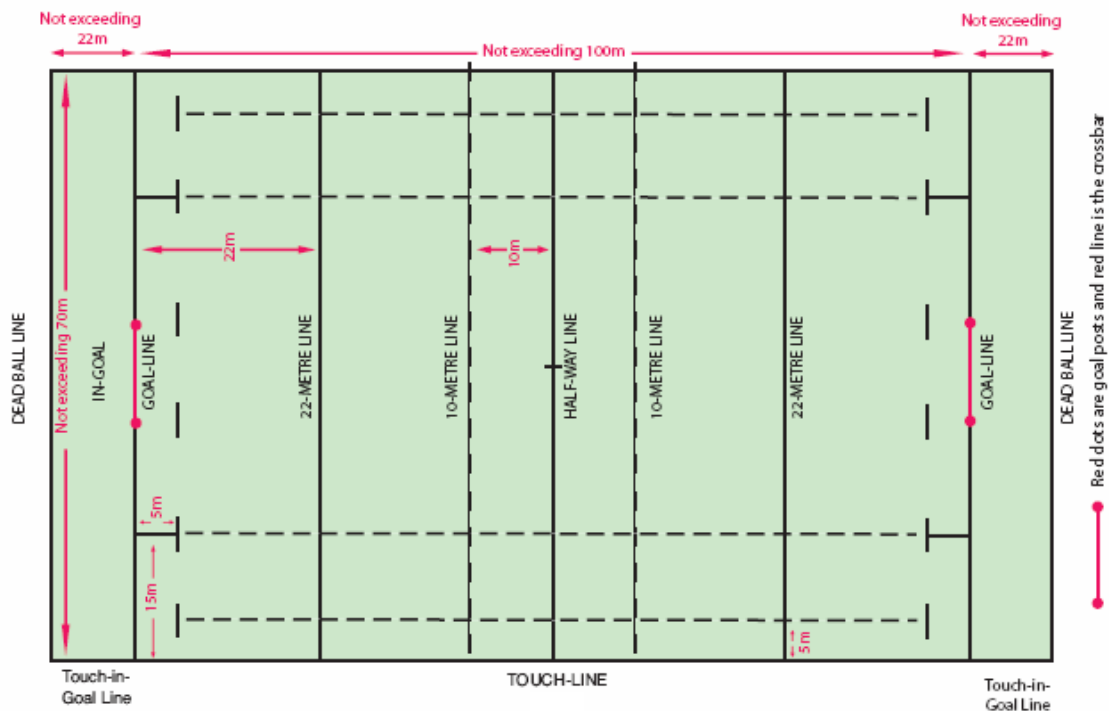 Not exceeding
22m
Not exceeding 100m
Not exceeding
22m
Not exceeding 70m
22m
10m
DEAD BALL LINE
IN-GOAL
GOAL-LINE
22-METRE LINE
10-METRE LINE
HALF-WAY LINE
10-METRE LINE
22-METRE LINE
GOAL-LINE
DEAD BALL LINE
Red dots are goal posts and red line is the crossbar
5m
15m
5m
Touch-in-
Goal Line
TOUCH-LINE
Touch-in-
Goal Line